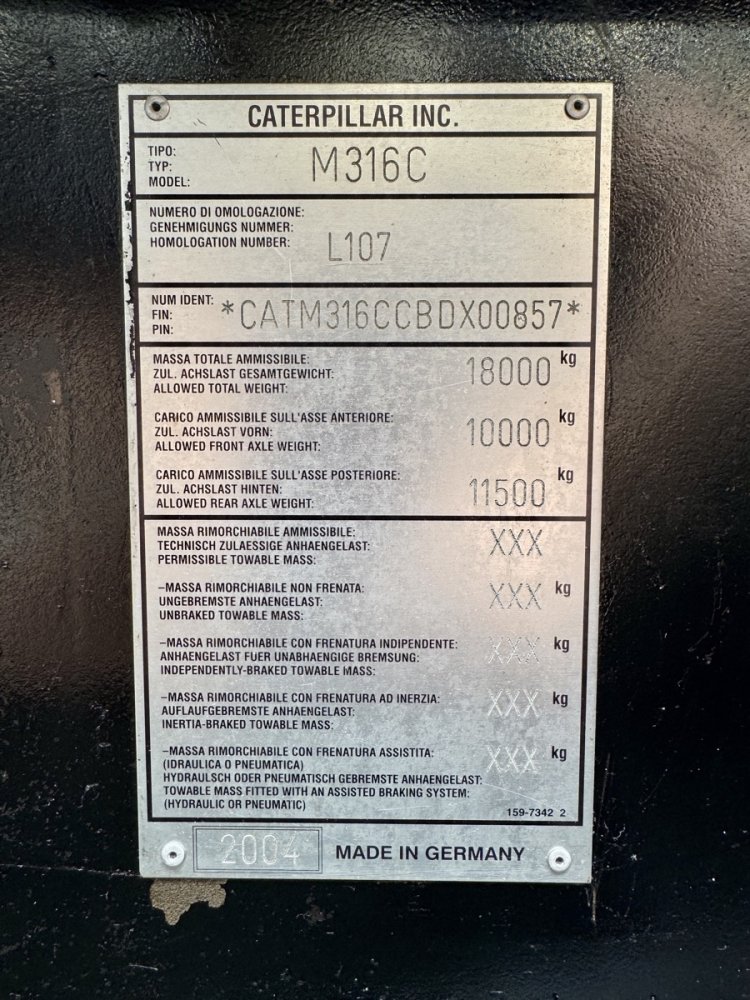 CATERPILLAR INC.
TIPO:
TYP:
MODEL:
M316C
NUMERO DI OMOLOGAZIONE:
GENEHMIGUNGS NUMMER:
HOMOLOGATION NUMBER:
L107
NUM IDENT:
FIN:
PIN:
*CATM316CCBDX00857*
MASSA TOTALE AMMISSIBILE:
ZUL. ACHSLAST GESAMTGEWICHT:
ALLOWED TOTAL WEIGHT:
18000 kg
CARICO AMMISSIBILE SULL'ASSE ANTERIORE:
ZUL. ACHSLAST VORN:
ALLOWED FRONT AXLE WEIGHT:
10000 kg
CARICO AMMISSIBILE SULL'ASSE POSTERIORE:
ZUL. ACHSLAST HINTEN:
ALLOWED REAR AXLE WEIGHT:
11500 kg
MASSA RIMORCHIABILE AMMISSIBILE:
TECHNISCH ZULAESSIGE ANHAENGELAST:
PERMISSIBLE TOWABLE MASS:
XXX
–MASSA RIMORCHIABILE NON FRENATA:
UNGEBREMSTE ANHAENGELAST:
UNBRAKED TOWABLE MASS:
XXX kg
–MASSA RIMORCHIABILE CON FRENATURA INDIPENDENTE:
ANHAENGELAST FUER UNABHAENGIGE BREMSUNG:
INDEPENDENTLY-BRAKED TOWABLE MASS:
XXX kg
–MASSA RIMORCHIABILE CON FRENATURA AD INERZIA:
AUFLAUFGEBREMSTE ANHAENGELAST:
INERTIA-BRAKED TOWABLE MASS:
XXX kg
–MASSA RIMORCHIABILE CON FRENATURA ASSISTITA:
(IDRAULICA O PNEUMATICA)
HYDRAULSCH ODER PNEUMATISCH GEBREMSTE ANHAENGELAST:
TOWABLE MASS FITTED WITH AN ASSISTED BRAKING SYSTEM:
(HYDRAULIC OR PNEUMATIC)
XXX kg
159-7342 2
2004 MADE IN GERMANY